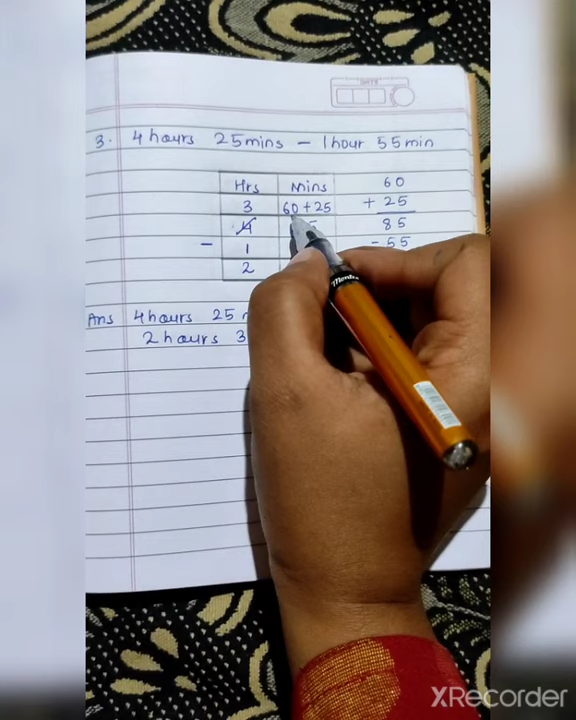 DATE
3. 4 hours 25 mins - 1 hour 55 min
Hrs Mins 60
3 60+25 + 25
4 85
- 1 - 55
2
Ans 4 hours 25
2 hours 3
XRecorder